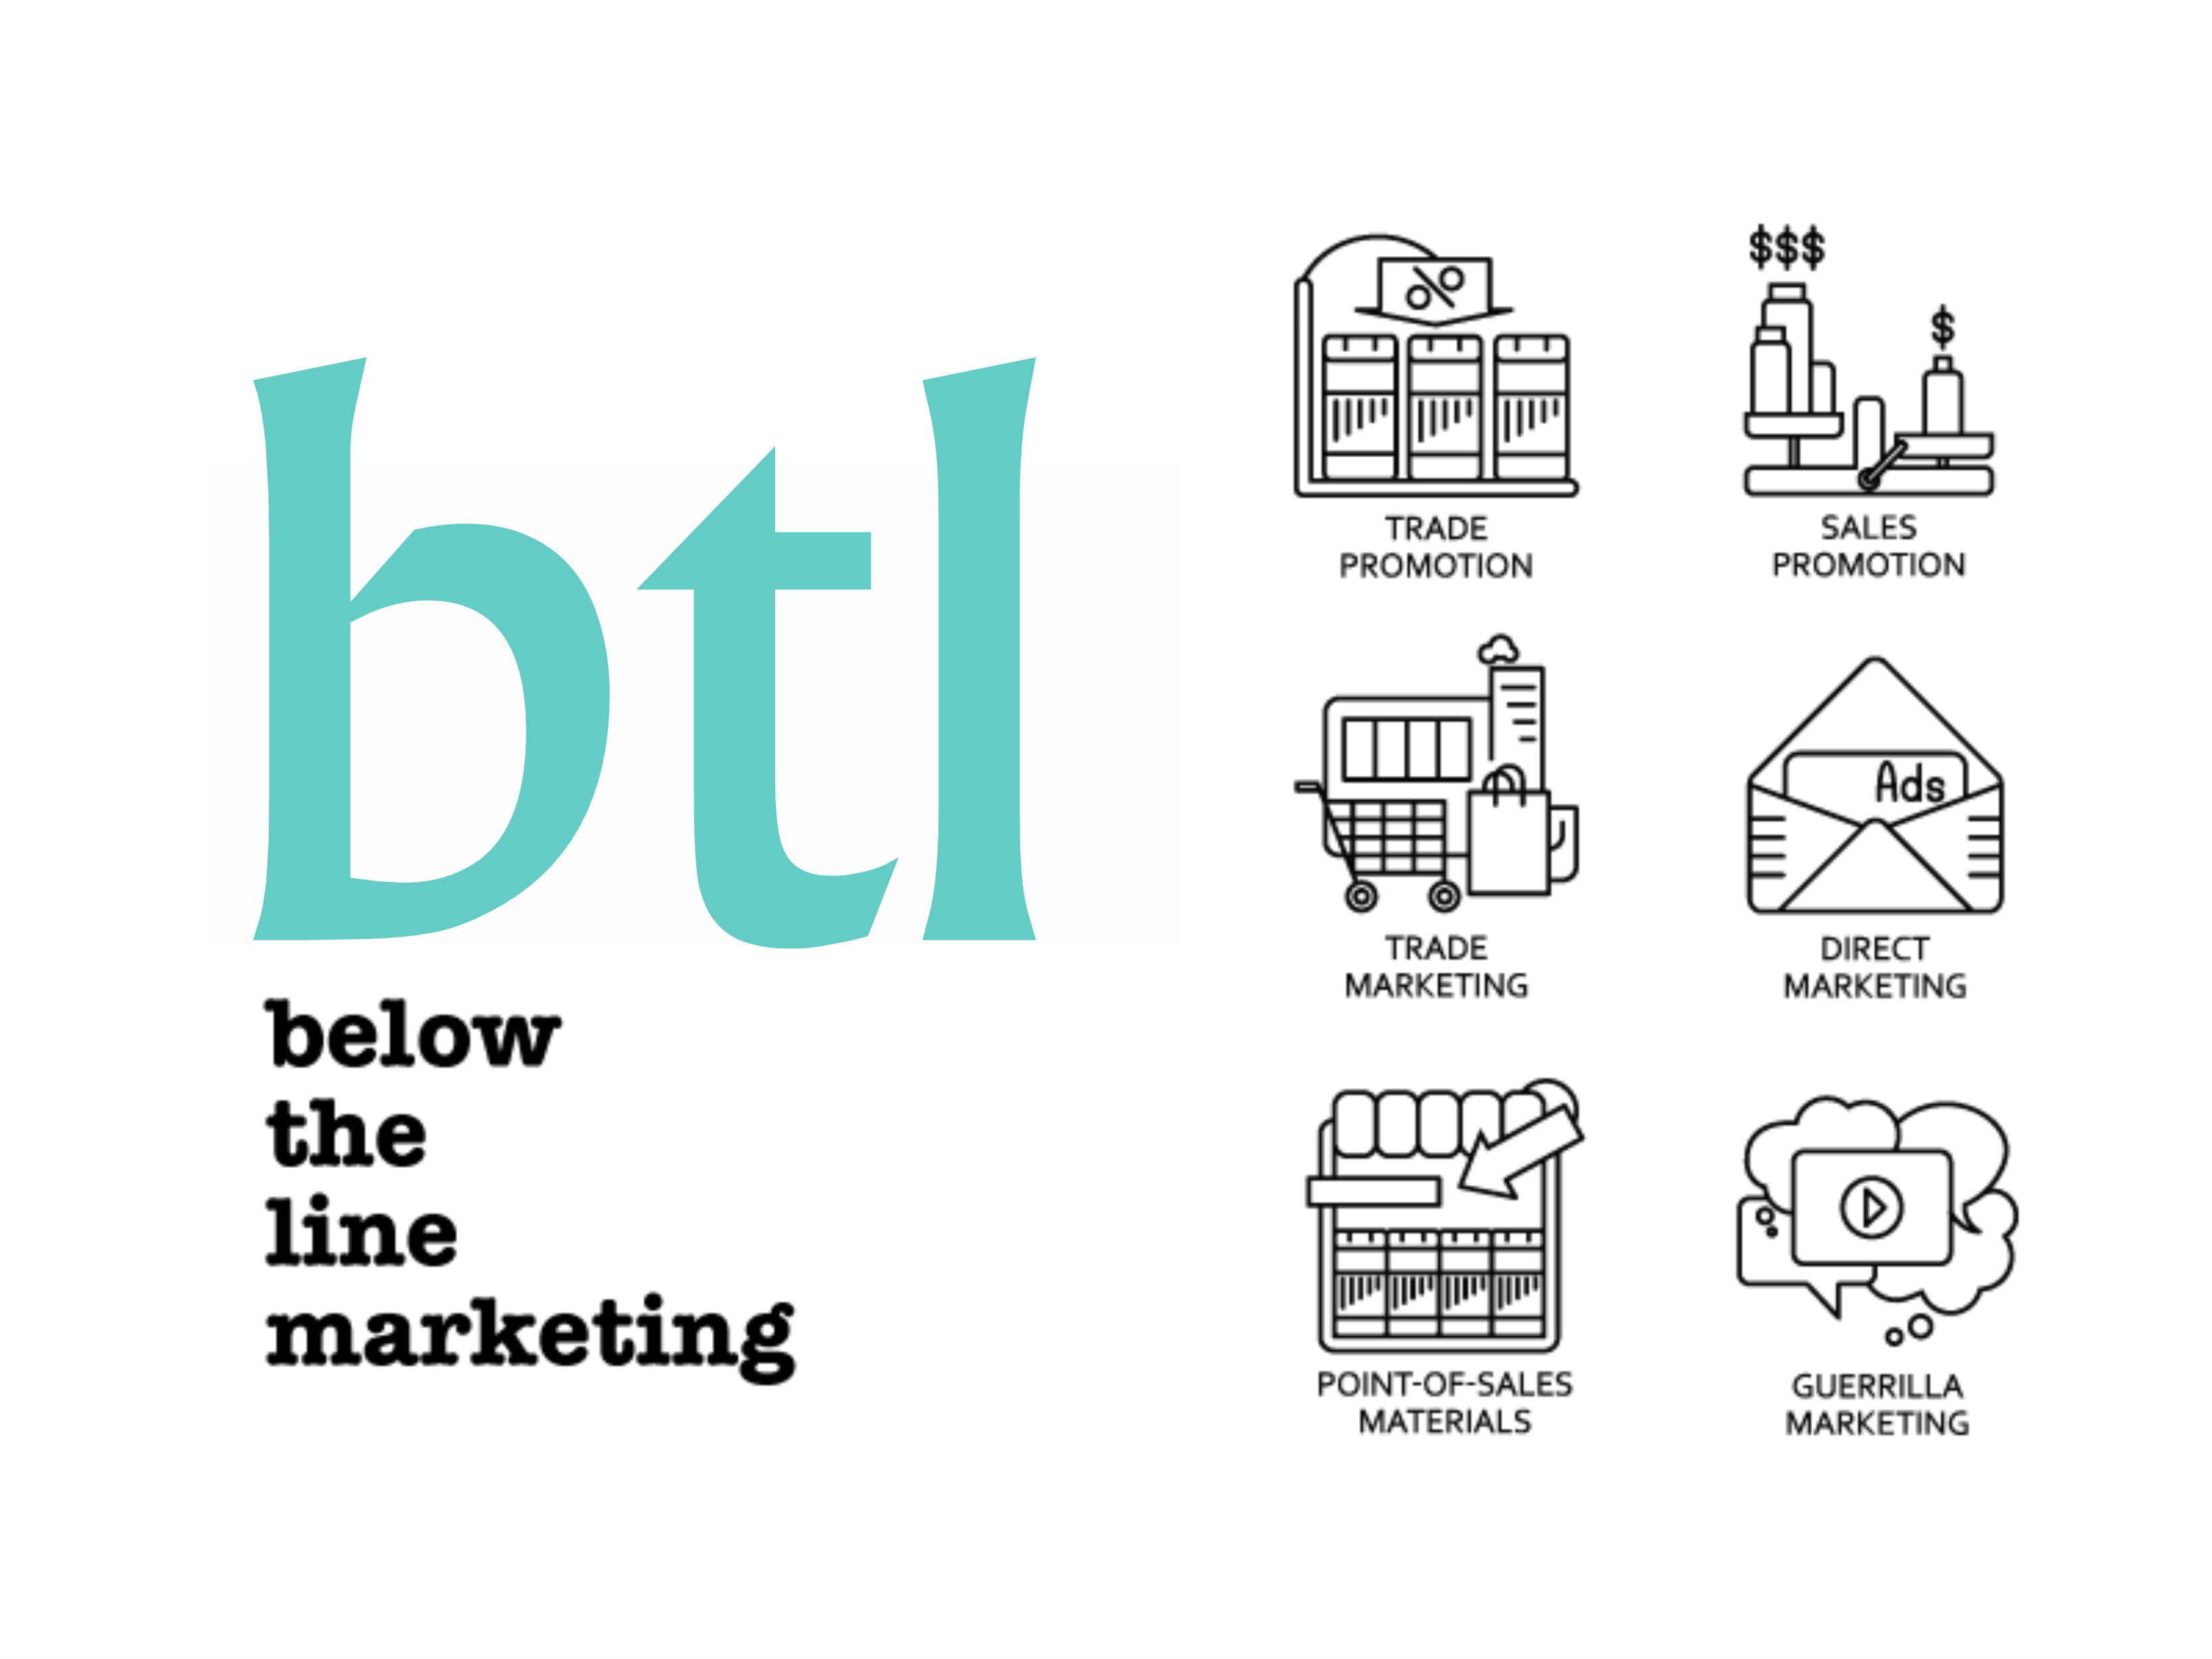 btl
below
the
line
marketing
%
TRADE
PROMOTION
$$$
$
SALES
PROMOTION
TRADE
MARKETING
Ads
DIRECT
MARKETING
POINT-OF-SALES
MATERIALS
GUERRILLA
MARKETING